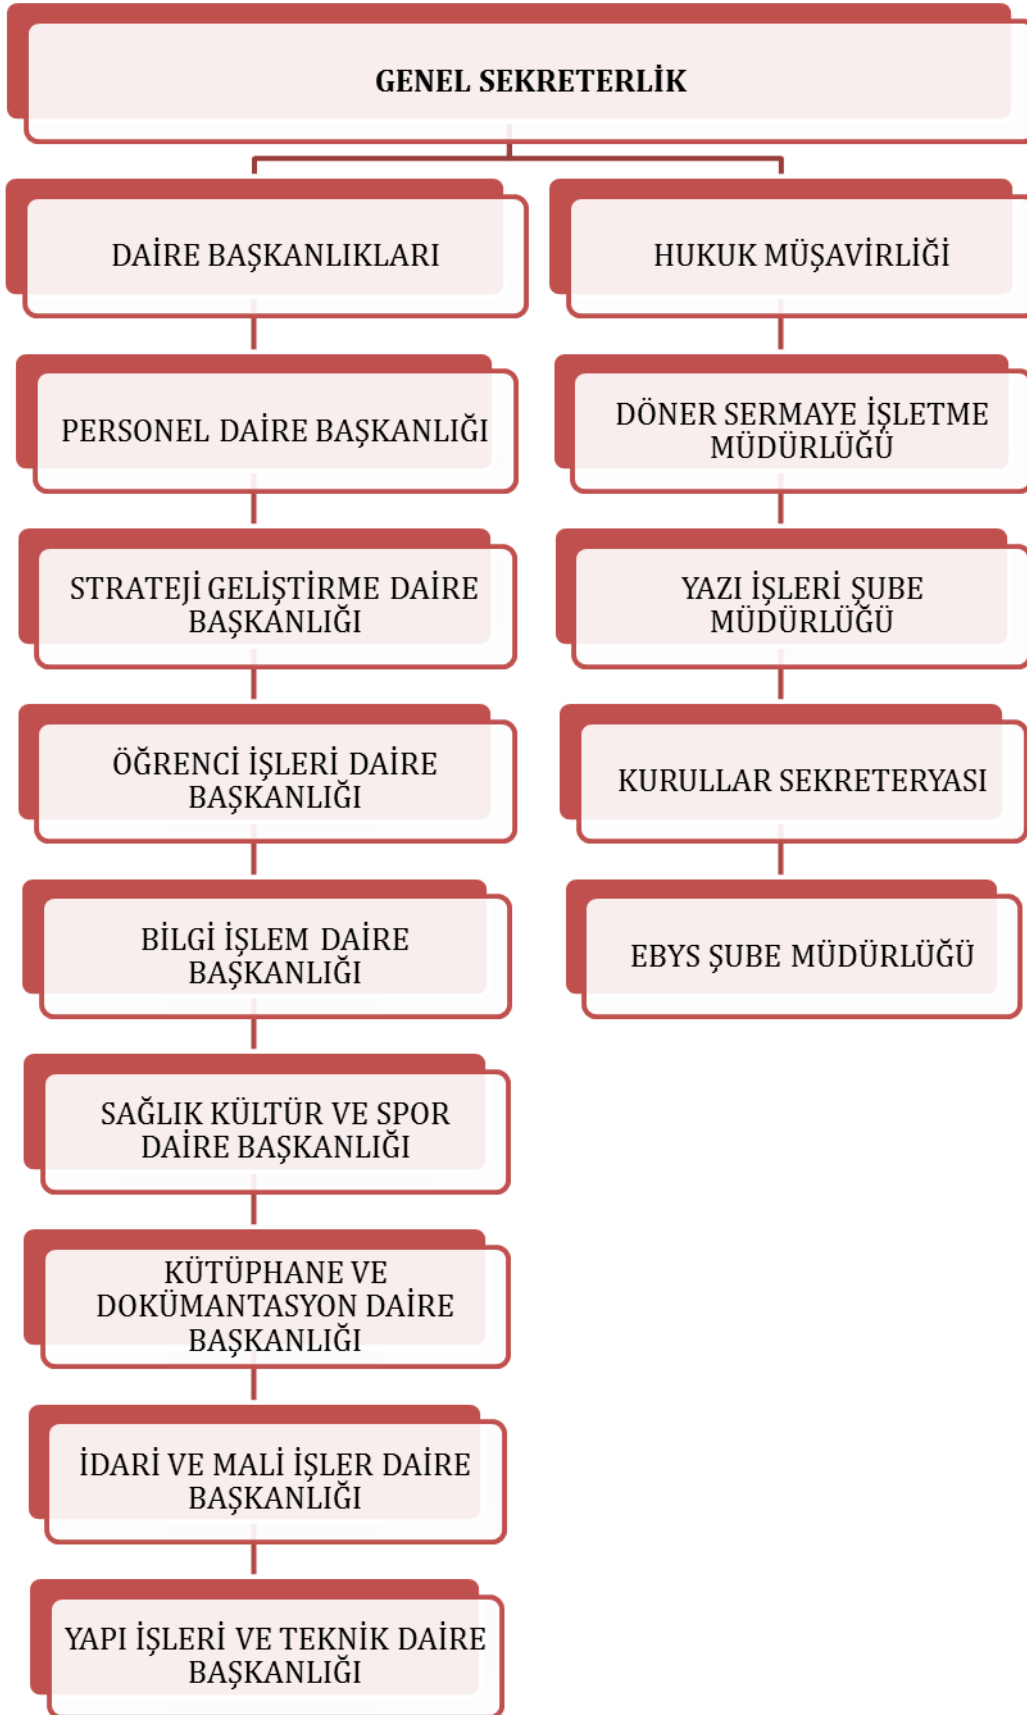 GENEL SEKRETERLİK
DAİRE BAŞKANLIKLARI
PERSONEL DAİRE BAŞKANLIĞI
STRATEJİ GELİŞTİRME DAİRE
BAŞKANLIĞI
ÖĞRENCİ İŞLERİ DAİRE
BAŞKANLIĞI
BİLGİ İŞLEM DAİRE
BAŞKANLIĞI
SAĞLIK KÜLTÜR VE SPOR
DAİRE BAŞKANLIĞI
KÜTÜPHANE VE
DOKÜMANTASYON DAİRE
BAŞKANLIĞI
İDARİ VE MALİ İŞLER DAİRE
BAŞKANLIĞI
YAPI İŞLERİ VE TEKNİK DAİRE
BAŞKANLIĞI
HUKUK MÜŞAVİRLİĞİ
DÖNER SERMAYE İŞLETME
MÜDÜRLÜĞÜ
YAZI İŞLERİ ŞUBE
MÜDÜRLÜĞÜ
KURULLAR SEKRETERYASI
EBYS ŞUBE MÜDÜRLÜĞÜ